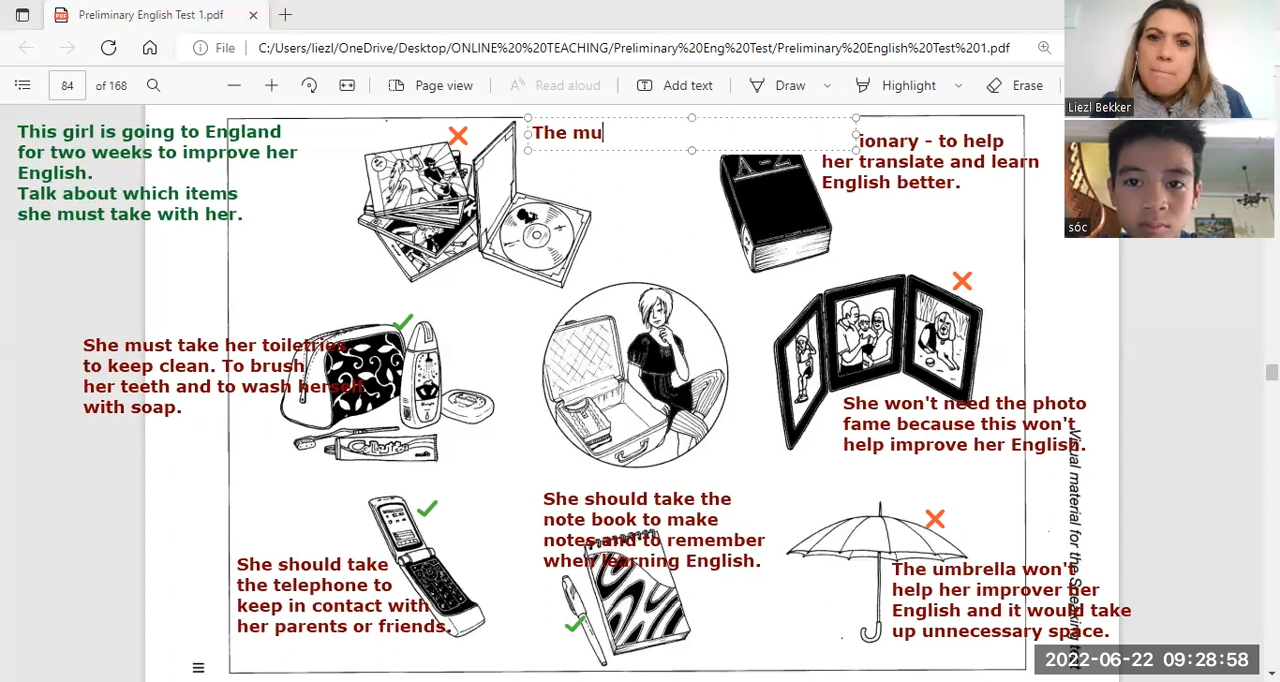 Preliminary English Test 1.pdf
File
C:/Users/liezl/OneDrive/Desktop/ONLINE%20%20TEACHING/Preliminary%20Eng%20Test/Preliminary%20English%20Test%201.pdf
84 of 168
Page view
Read aloud
Add text
Draw
Highlight
Erase
Liezl Bekker
sóc
This girl is going to England
for two weeks to improve her
English.
Talk about which items
she must take with her.
The mu
ionary - to help
her translate and learn
English better.
A-Z
She must take her toiletries
to keep clean. To brush
her teeth and to wash herself
with soap.
She won't need the photo
fame because this won't
help improve her English.
She should take the
note book to make
notes and to remember
when learning English.
She should take
the telephone to
keep in contact with
her parents or friends.
The umbrella won't
help her improver her
English and it would take
up unnecessary space.
Visual material for the Speaking test
2022-06-22 09:28:58